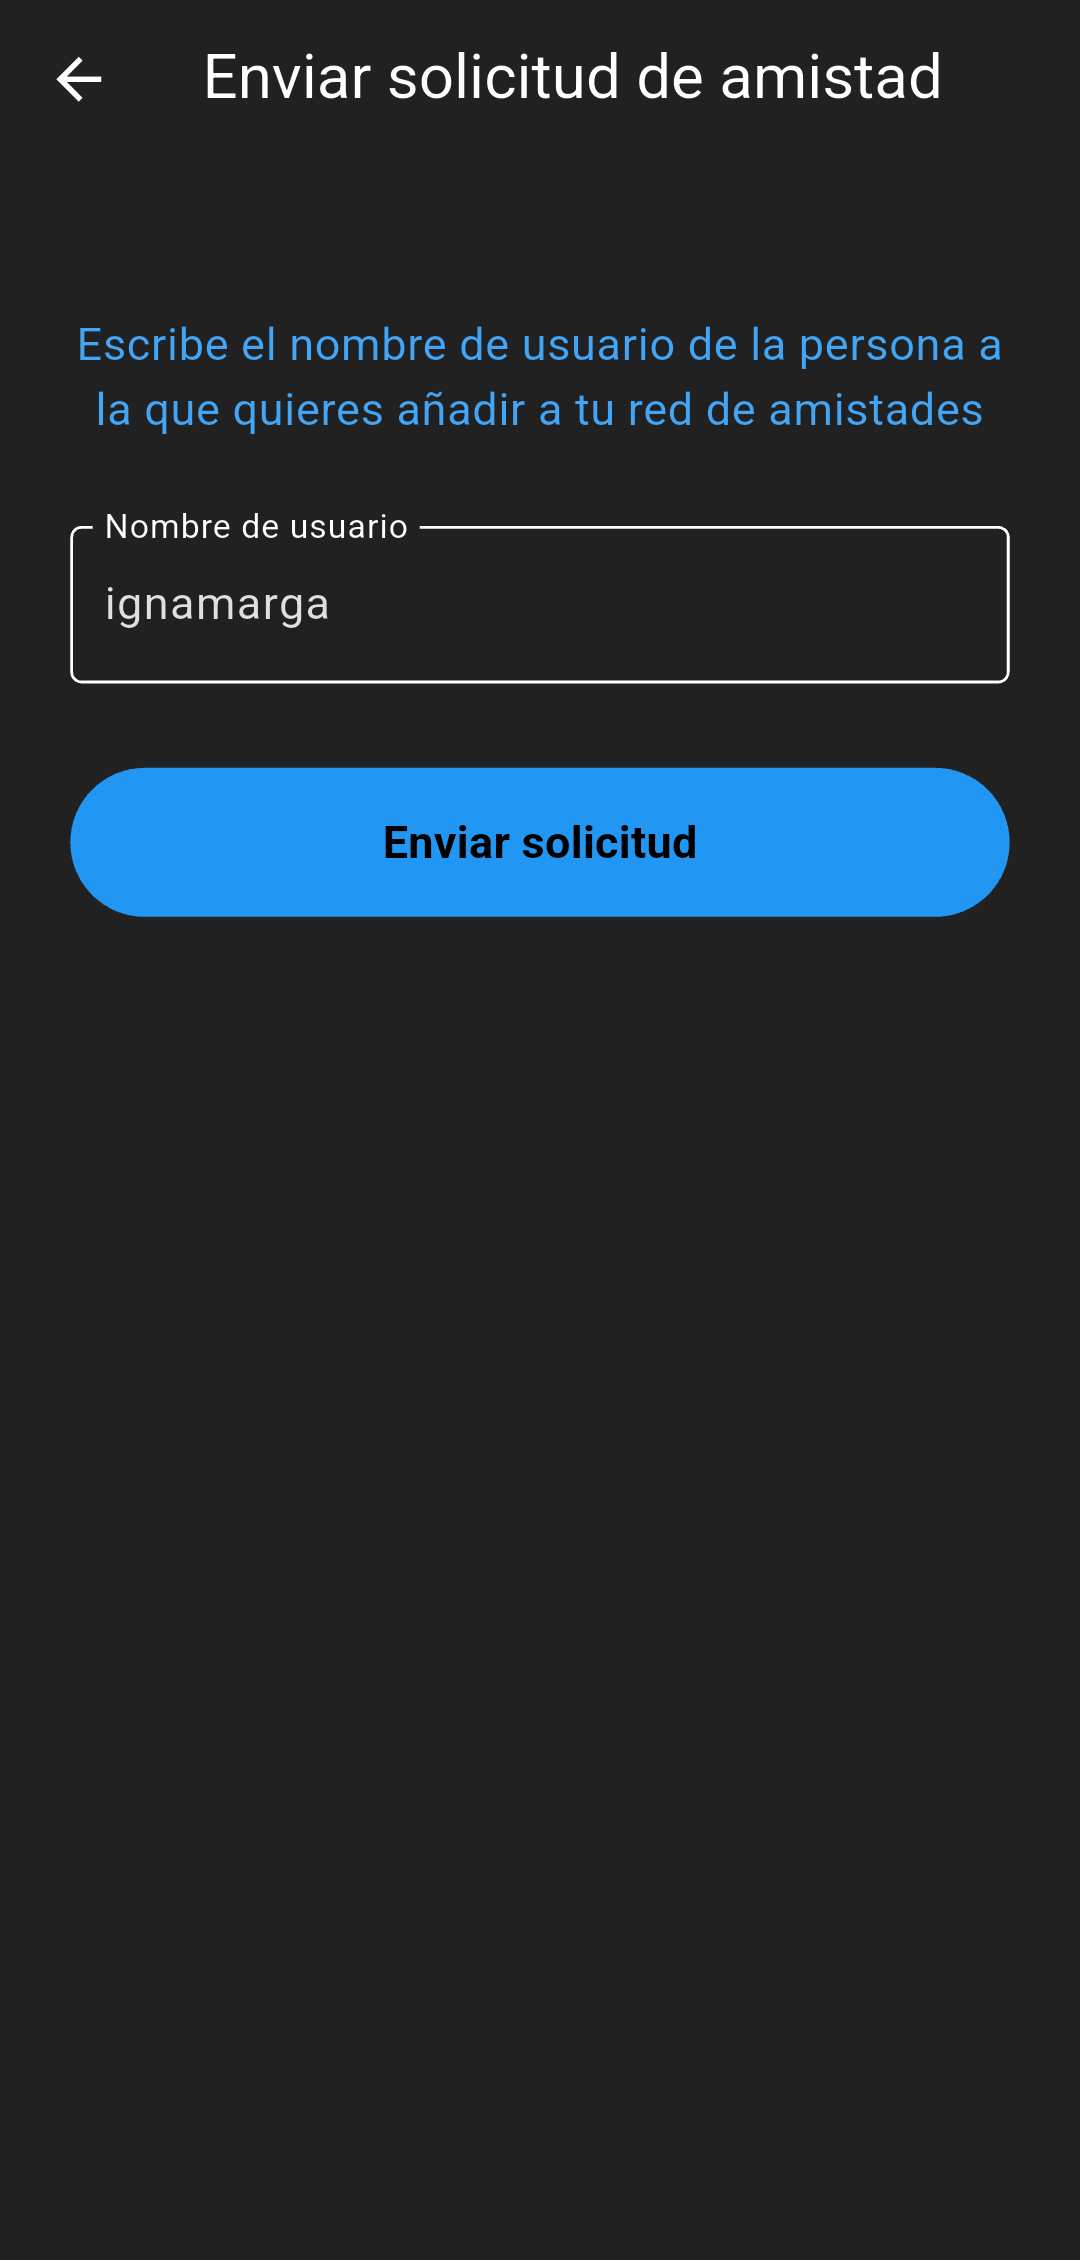 Enviar solicitud de amistad
Escribe el nombre de usuario de la persona a
la que quieres añadir a tu red de amistades
Nombre de usuario
ignamarga
Enviar solicitud